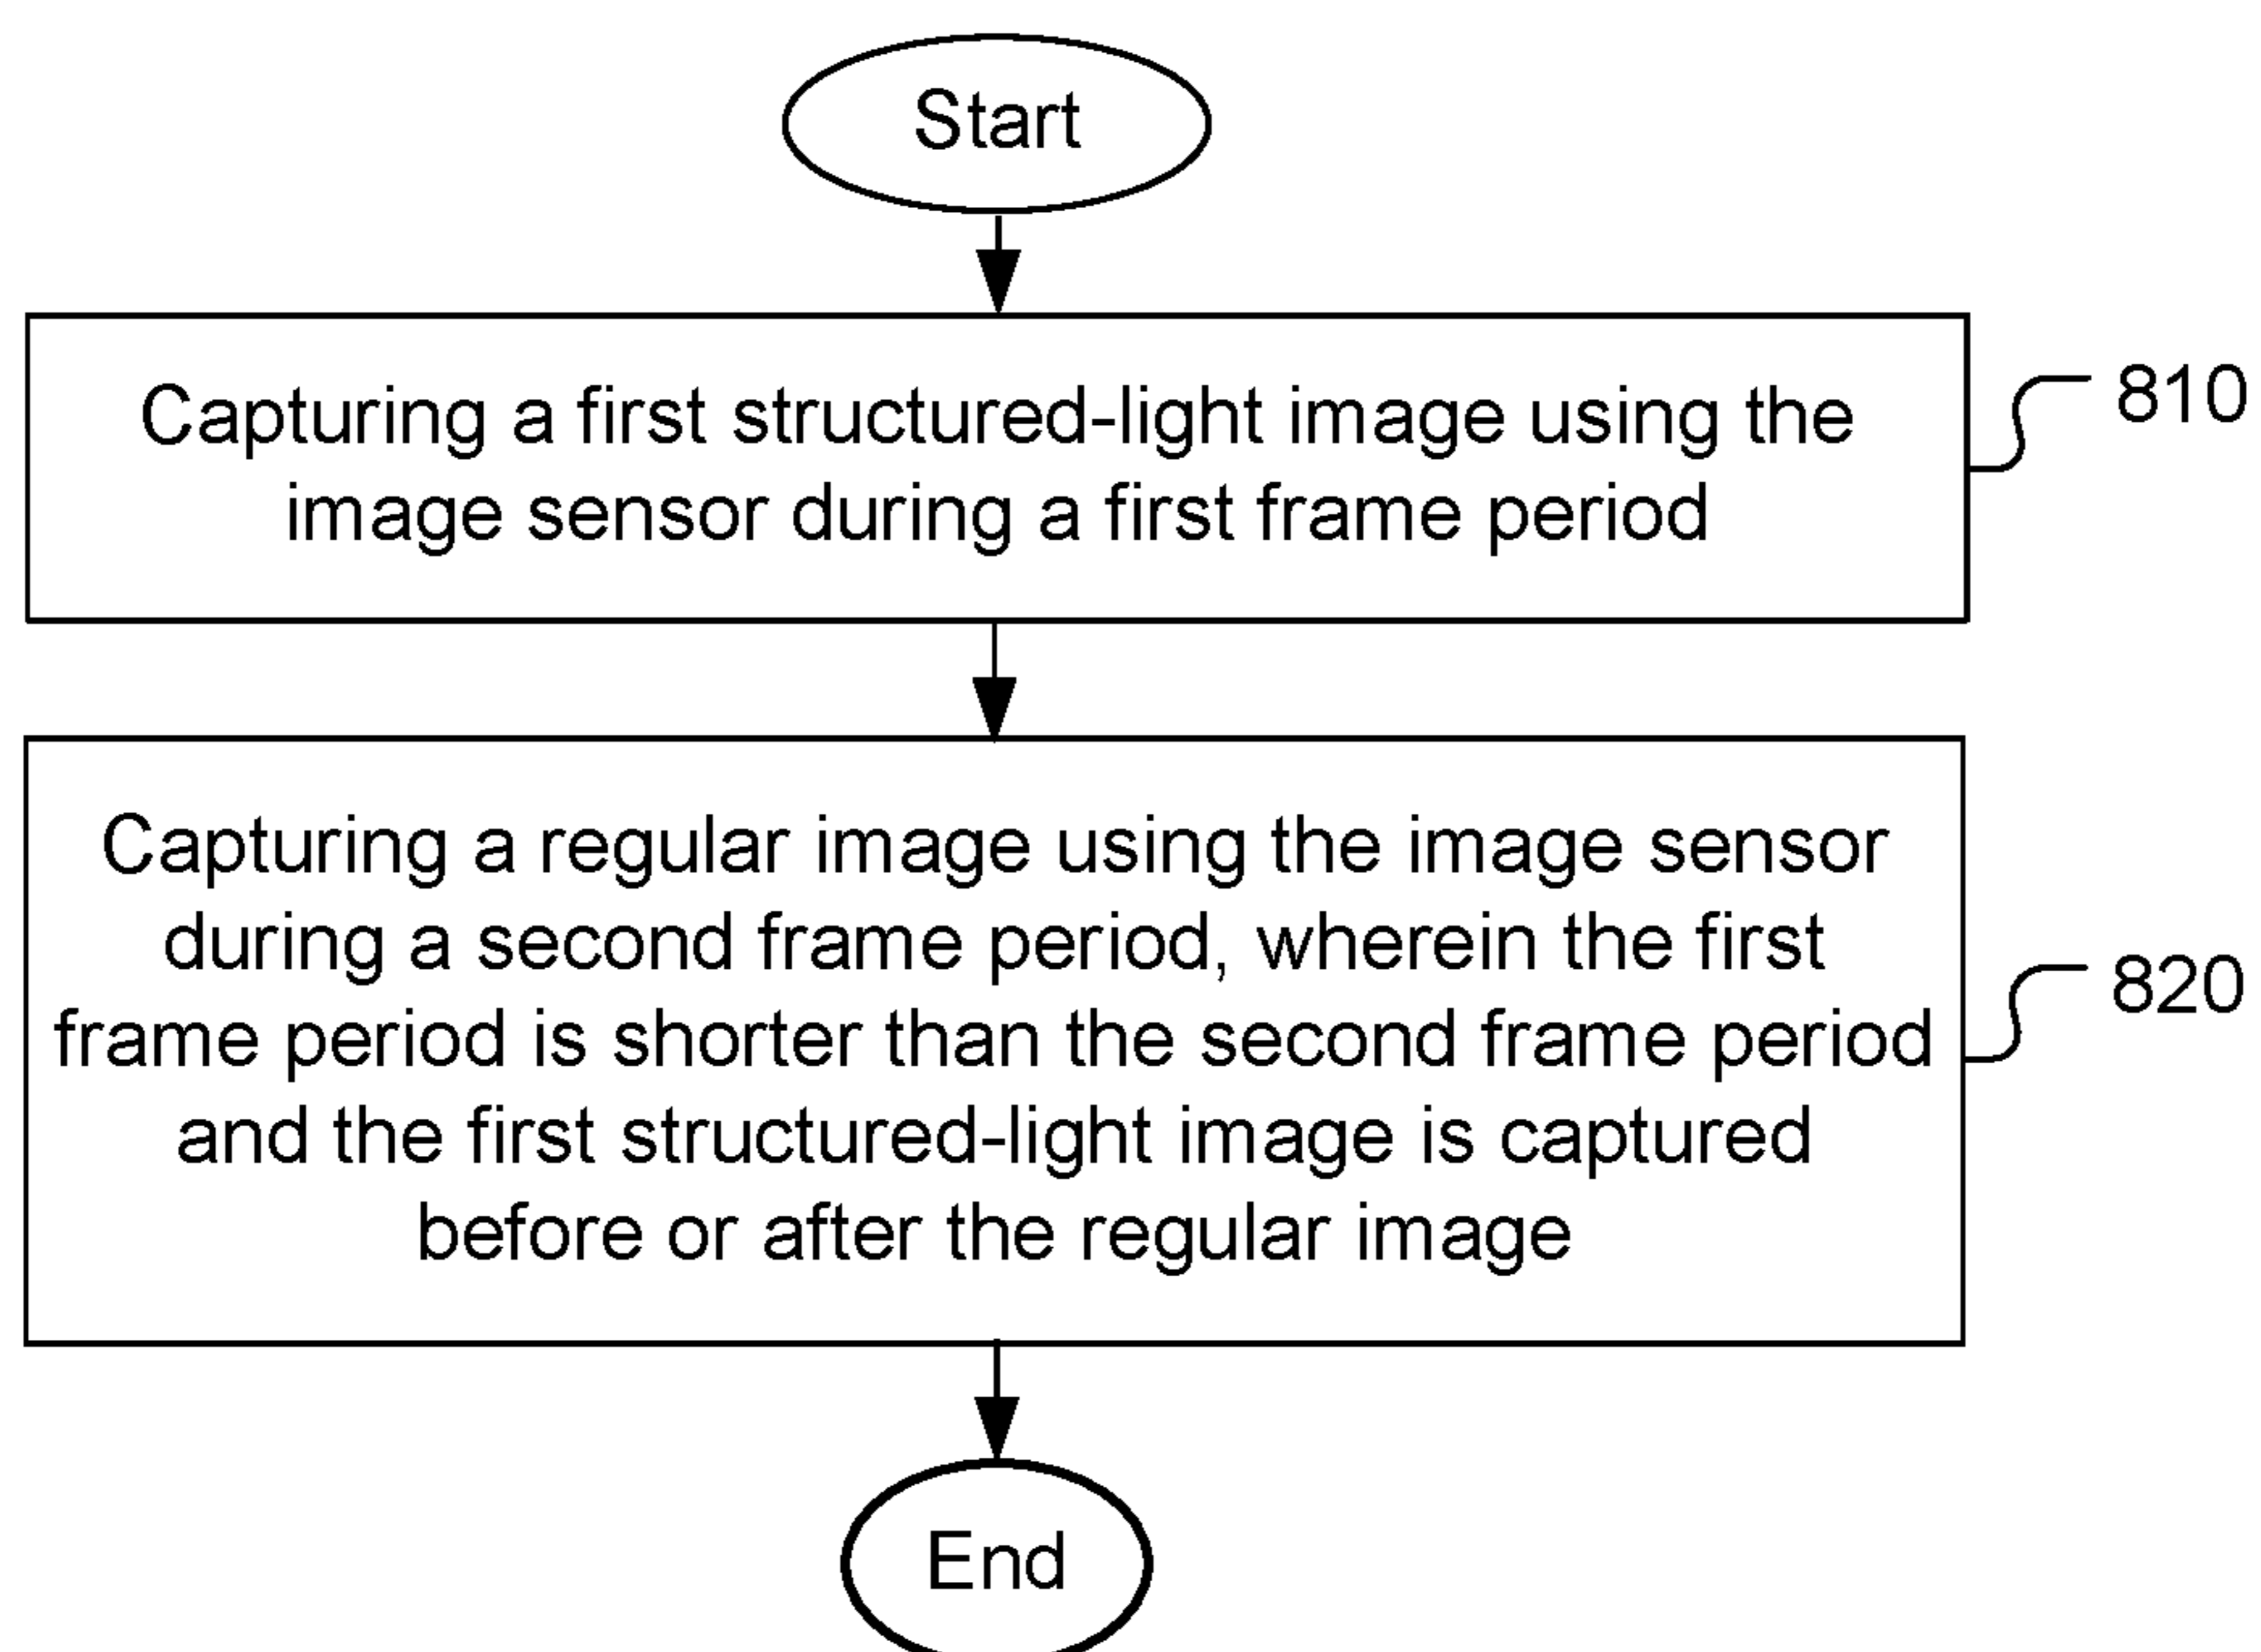 Start
Capturing a first structured-light image using the
image sensor during a first frame period
810
Capturing a regular image using the image sensor
during a second frame period, wherein the first
frame period is shorter than the second frame period
and the first structured-light image is captured
before or after the regular image
820
End